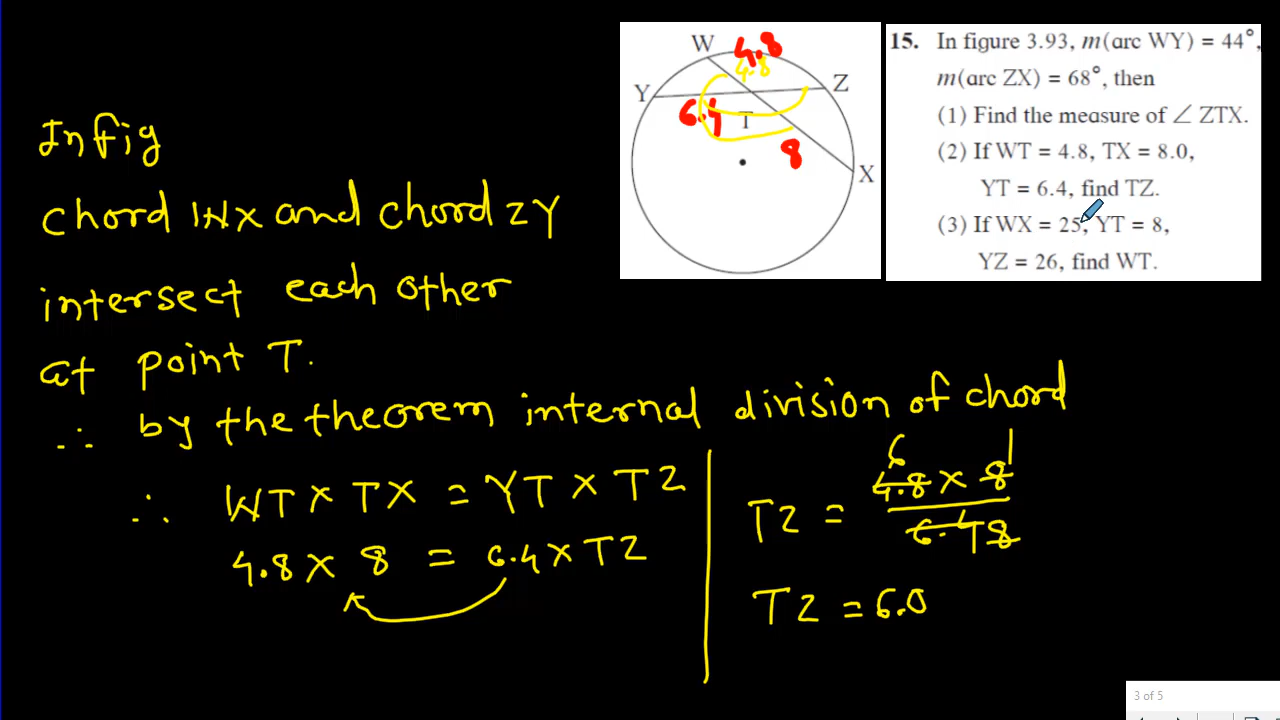 In fig
chord WX and chord ZY
intersect each other
at point T.
∴ by the theorem internal division of chord
∴ WT × TX = YT × TZ
4.8 × 8 = 6.4 × TZ
6 1
TZ = 4.8 × 8
6.4 8
TZ = 6.0
W 4.8
4.8
Y Z
6.4 T
8
X
15. In figure 3.93, m(arc WY) = 44°,
m(arc ZX) = 68°, then
(1) Find the measure of ∠ ZTX.
(2) If WT = 4.8, TX = 8.0,
YT = 6.4, find TZ.
(3) If WX = 25, YT = 8,
YZ = 26, find WT.
3 of 5